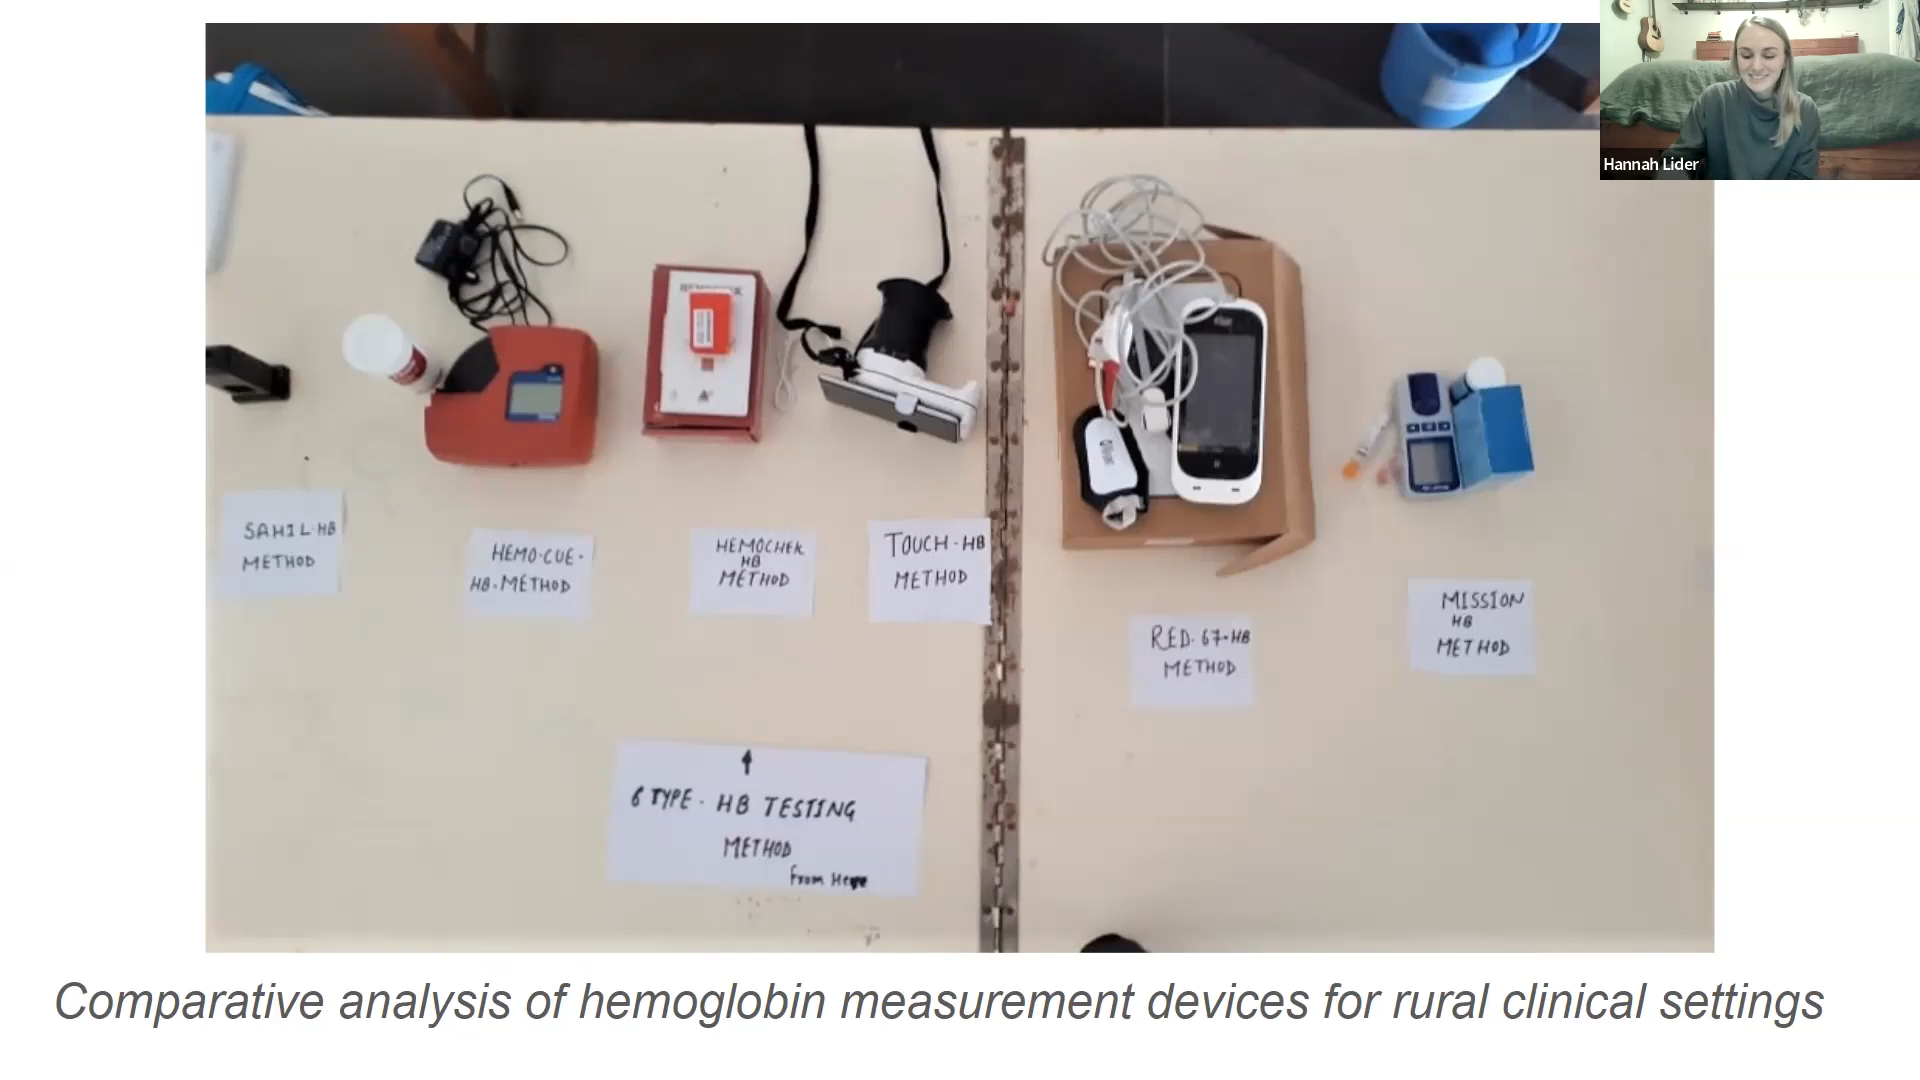 Hannah Lider
SAHIL-HB
METHOD
HEMO-CUE-
HB-METHOD
HEMOCHEK
HB
METHOD
TOUCH-HB
METHOD
RED-67-HB
METHOD
MISSION
HB
METHOD
6 TYPE- HB TESTING
METHOD
from Here
Comparative analysis of hemoglobin measurement devices for rural clinical settings